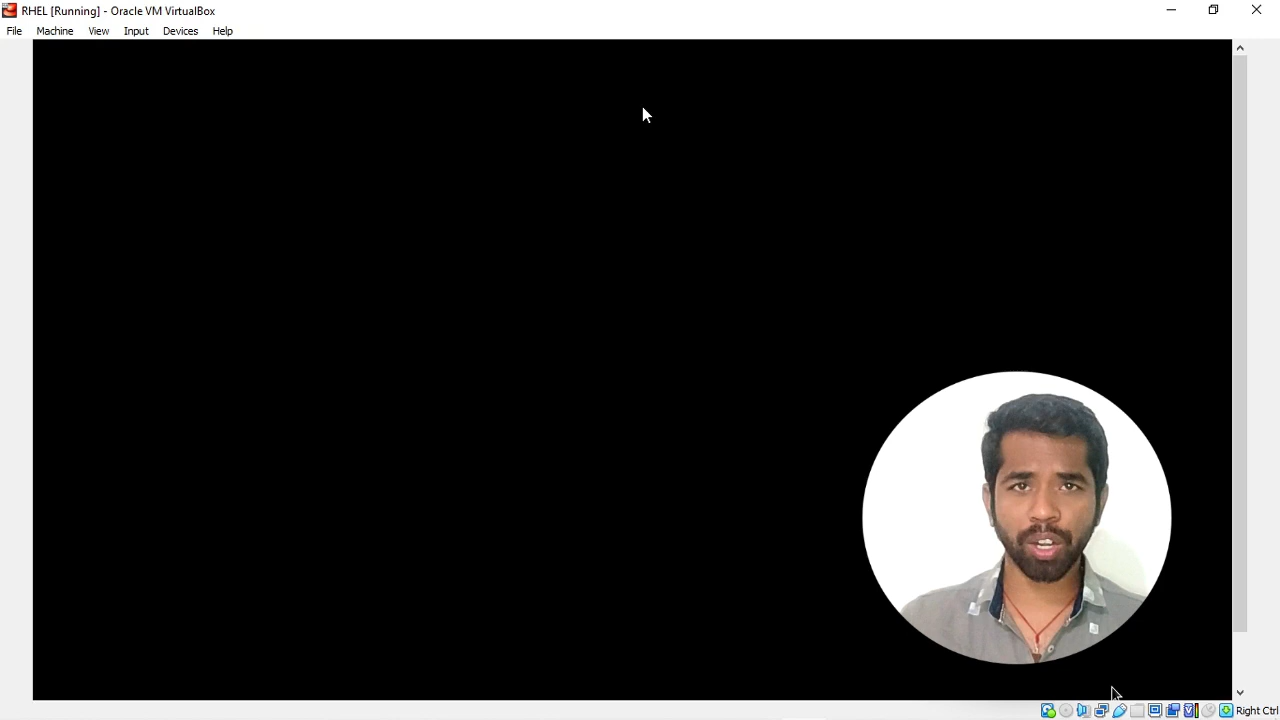 RHEL [Running] - Oracle VM VirtualBox
File Machine View Input Devices Help
Right Ctrl